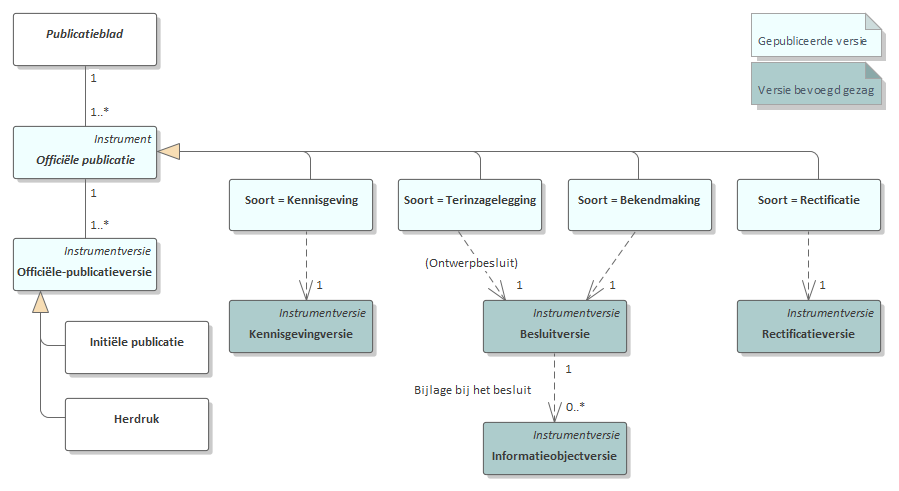 Publicatieblad
1
1..*
Instrument
Officiële publicatie
1
1..*
Instrumentversie
Officiële-publicatieversie
Initiële publicatie
Herdruk
Gepubliceerde versie
Versie bevoegd gezag
Soort = Kennisgeving
Soort = Terinzagelegging
Soort = Bekendmaking
Soort = Rectificatie
(Ontwerpbesluit)
1
1
1
1
Instrumentversie
Kennisgevingversie
Instrumentversie
Besluitversie
Instrumentversie
Rectificatieversie
1
Bijlage bij het besluit
0..*
Instrumentversie
Informatieobjectversie